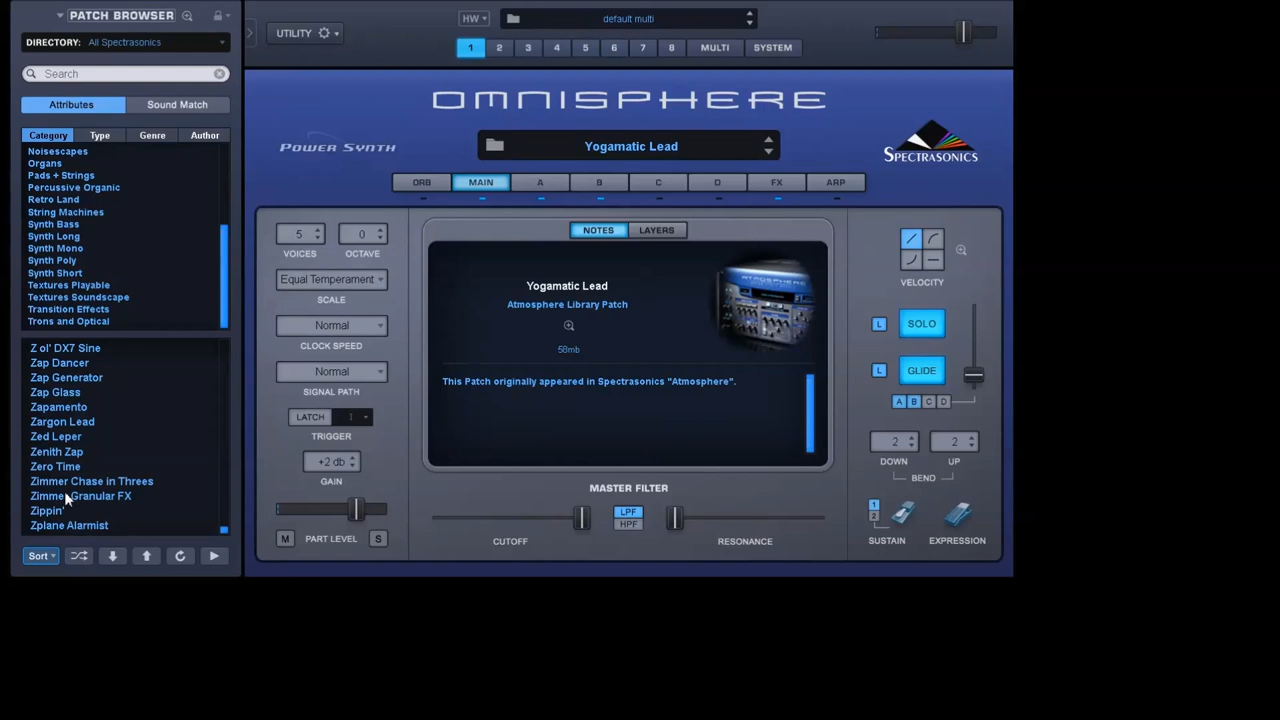 PATCH BROWSER
DIRECTORY: All Spectrasonics
Search
Attributes
Sound Match
Category
Type
Genre
Author
Noisescapes
Organs
Pads + Strings
Percussive Organic
Retro Land
String Machines
Synth Bass
Synth Long
Synth Mono
Synth Poly
Synth Short
Textures Playable
Textures Soundscape
Transition Effects
Trons and Optical
Z ol' DX7 Sine
Zap Dancer
Zap Generator
Zap Glass
Zapamento
Zargon Lead
Zed Leper
Zenith Zap
Zero Time
Zimmer Chase in Threes
Zimmer Granular FX
Zippin'
Zplane Alarmist
Sort
UTILITY
HW
default multi
1 2 3 4 5 6 7 8 MULTI SYSTEM
OMNISPHERE
POWER SYNTH
Yogamatic Lead
SPECTRASONICS
ORB MAIN A B C D FX ARP
5 0
VOICES OCTAVE
Equal Temperament
SCALE
Normal
CLOCK SPEED
Normal
SIGNAL PATH
LATCH 1
TRIGGER
+2 db
GAIN
M PART LEVEL S
NOTES LAYERS
Yogamatic Lead
Atmosphere Library Patch
58mb
This Patch originally appeared in Spectrasonics "Atmosphere".
MASTER FILTER
LPF
HPF
CUTOFF RESONANCE
VELOCITY
L SOLO
L GLIDE
A B C D
2 2
DOWN UP
BEND
1
2
SUSTAIN EXPRESSION